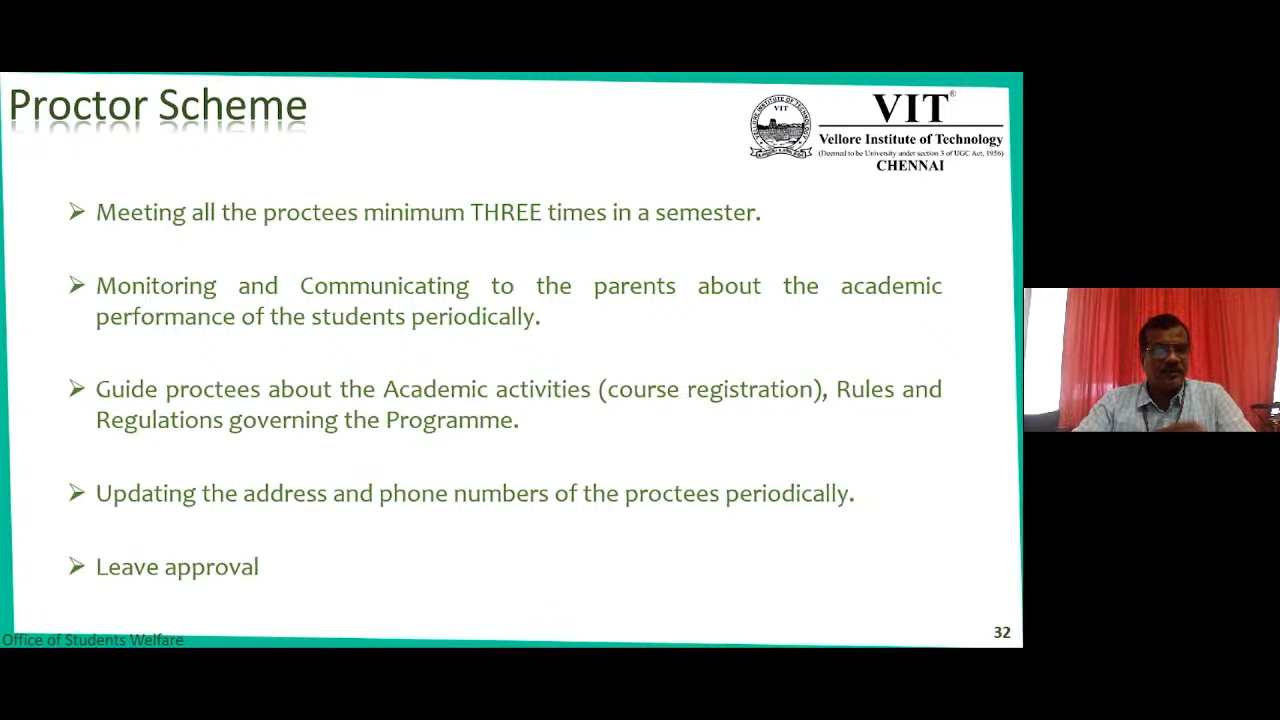 Proctor Scheme
VIT®
Vellore Institute of Technology
(Deemed to be University under section 3 of UGC Act, 1956)
CHENNAI
VIT
➢ Meeting all the proctees minimum THREE times in a semester.
➢ Monitoring and Communicating to the parents about the academic
performance of the students periodically.
➢ Guide proctees about the Academic activities (course registration), Rules and
Regulations governing the Programme.
➢ Updating the address and phone numbers of the proctees periodically.
➢ Leave approval
Office of Students Welfare
32